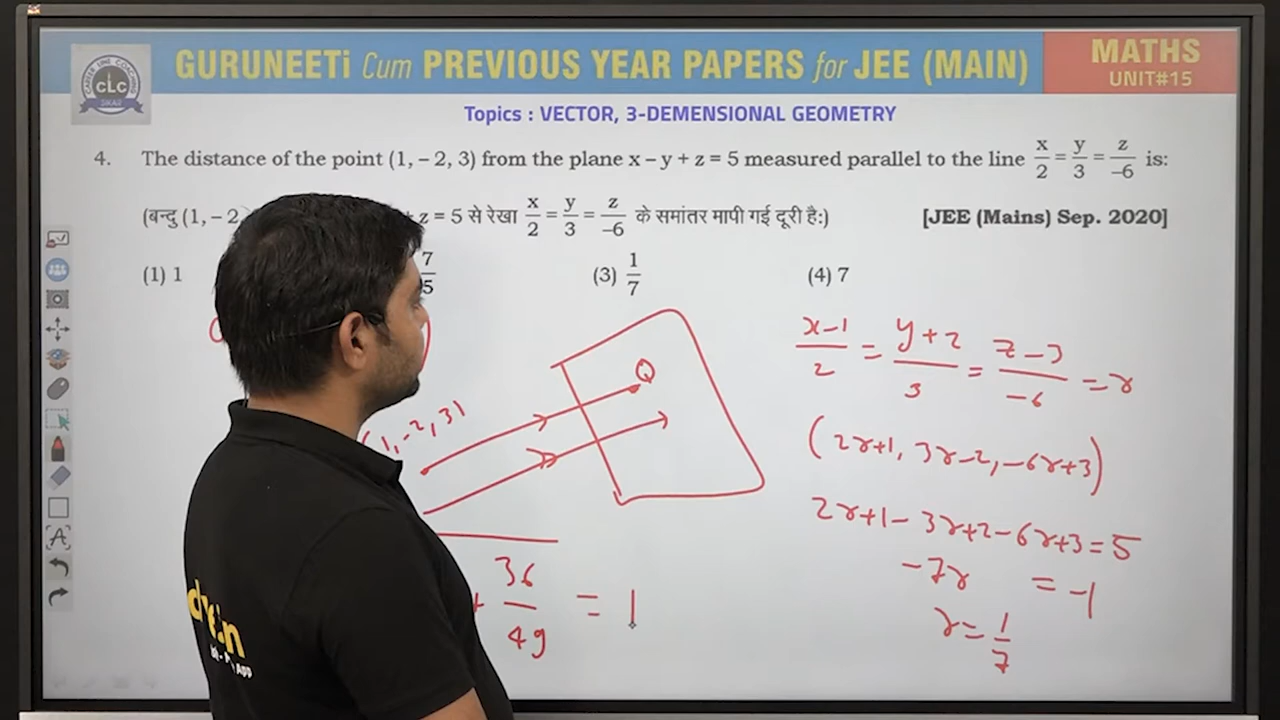 GURUNEETi Cum PREVIOUS YEAR PAPERS for JEE (MAIN)
MATHS
UNIT#15
CLC
SIKAR
Topics : VECTOR, 3-DEMENSIONAL GEOMETRY
4. The distance of the point (1, – 2, 3) from the plane x – y + z = 5 measured parallel to the line x/2 = y/3 = z/–6 is:
(बन्दु (1, – 2 z = 5 से रेखा x/2 = y/3 = z/–6 के समांतर मापी गई दूरी है:)
[JEE (Mains) Sep. 2020]
(1) 1
7/5
(3) 1/7
(4) 7
(1,-2,3)
Q
x-1/2 = y+2/3 = z-3/-6 = r
(2r+1, 3r-2, -6r+3)
2r+1-3r+2-6r+3=5
-7r = -1
r = 1/7
+ 36/49 = 1